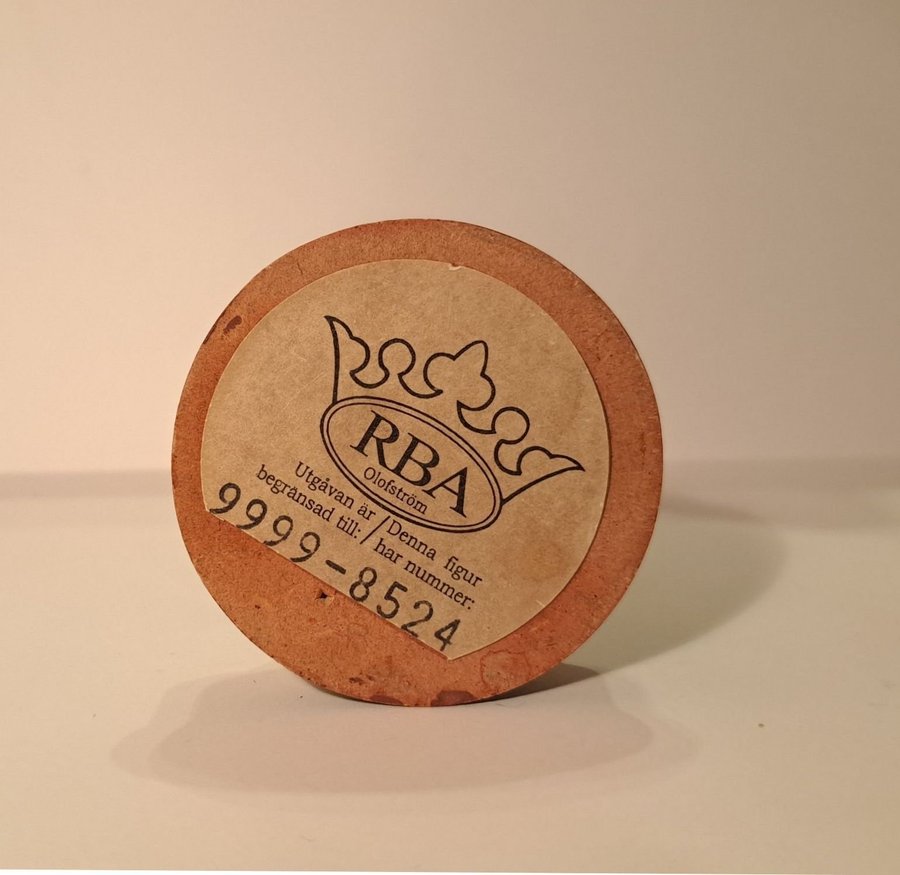 RBA
Olofström
Utgåvan är / Denna figur
begränsad till: / har nummer:
9999-8524